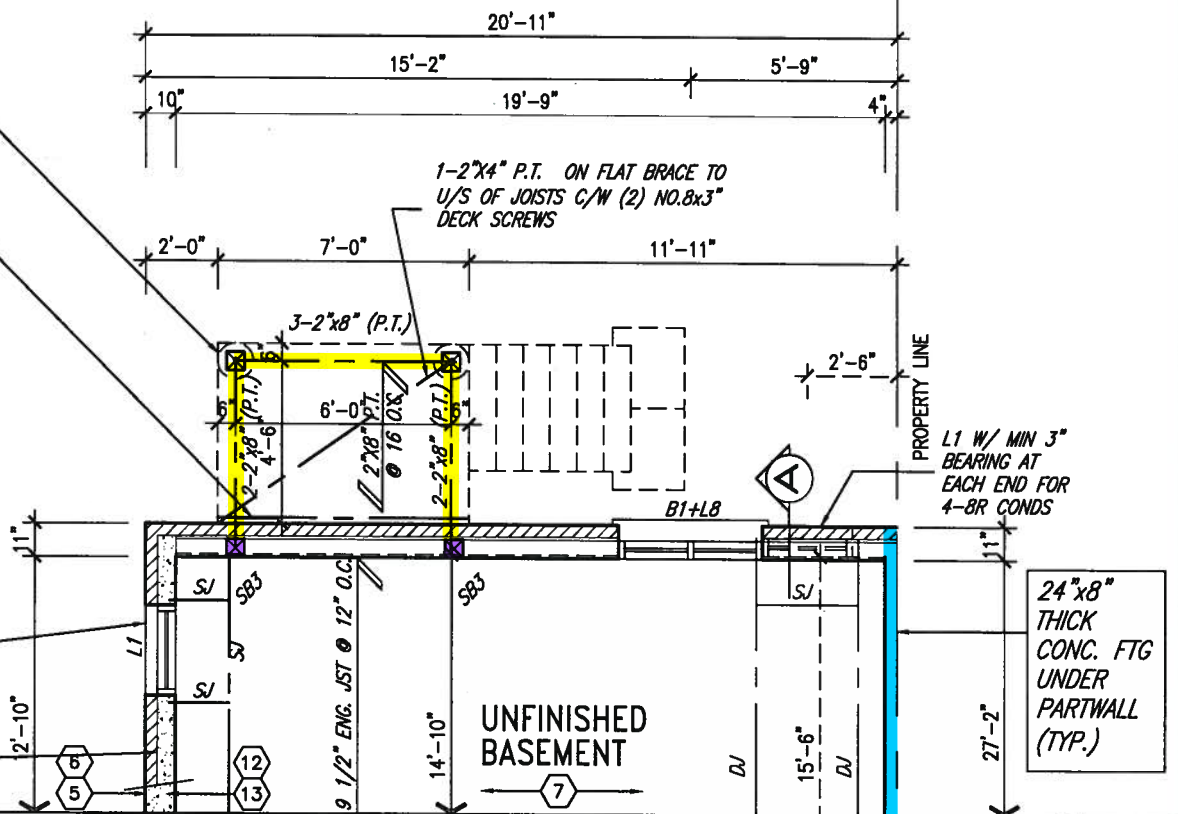 20'-11"
15'-2"
5'-9"
10"
19'-9"
4"
1-2"X4" P.T. ON FLAT BRACE TO
U/S OF JOISTS C/W (2) NO.8x3"
DECK SCREWS
2'-0"
7'-0"
11'-11"
3-2"x8" (P.T.)
6"
2'-6"
PROPERTY LINE
6"
6'-0"
6"
2-2"x8" (P.T.)
4'-6"
2"x8" P.T.
@ 16 O.C.
2-2"x8" (P.T.)
L1 W/ MIN 3"
BEARING AT
EACH END FOR
4-8R CONDS
A
B1+L8
11"
11"
SJ
SB3
SB3
SJ
L1
SJ
SJ
9 1/2" ENG. JST @ 12" O.C.
24"x8"
THICK
CONC. FTG
UNDER
PARTWALL
(TYP.)
2'-10"
14'-10"
UNFINISHED
BASEMENT
7
DJ
15'-6"
DJ
27'-2"
6
5
12
13